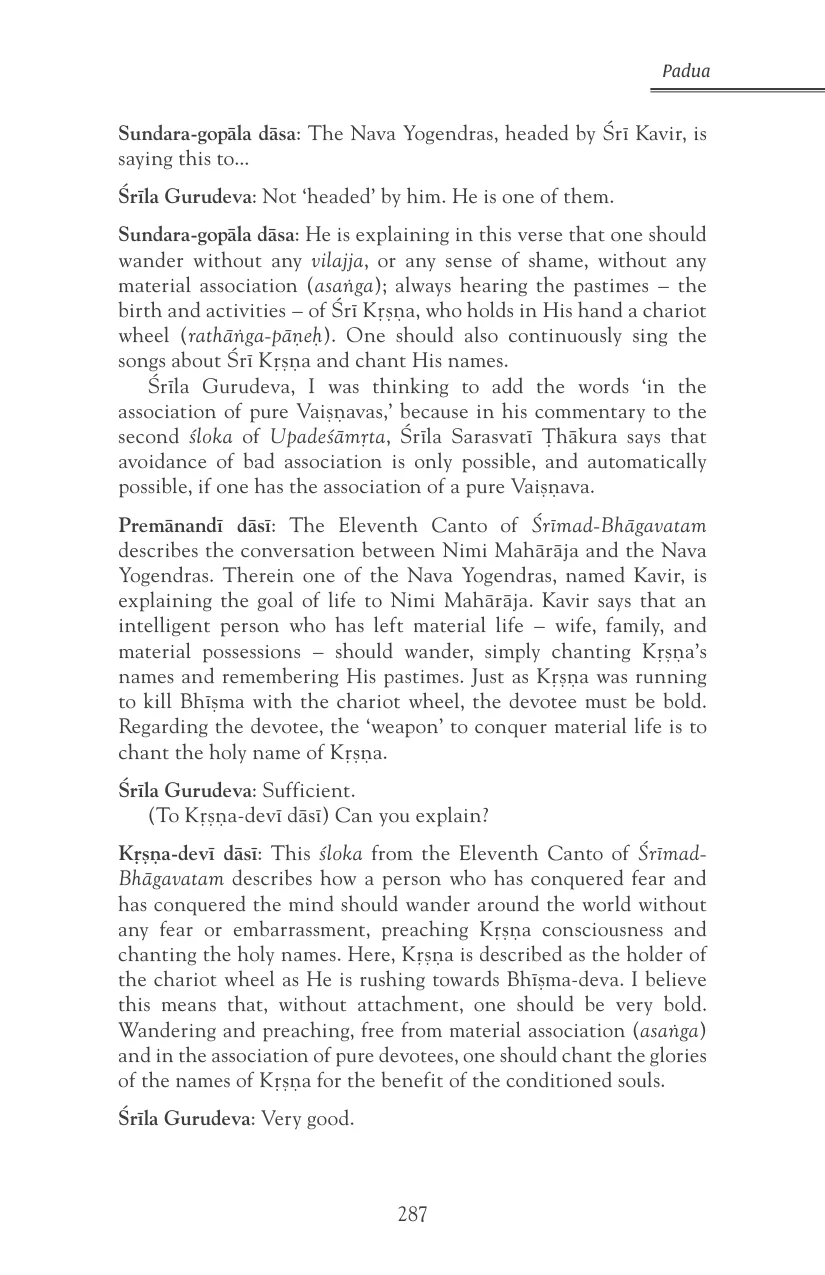 Padua
Sundara-gopāla dāsa: The Nava Yogendras, headed by Śrī Kavir, is
saying this to...
Śrīla Gurudeva: Not ‘headed’ by him. He is one of them.
Sundara-gopāla dāsa: He is explaining in this verse that one should
wander without any vilajja, or any sense of shame, without any
material association (asaṅga); always hearing the pastimes – the
birth and activities – of Śrī Kṛṣṇa, who holds in His hand a chariot
wheel (rathāṅga-pāṇeḥ). One should also continuously sing the
songs about Śrī Kṛṣṇa and chant His names.
Śrīla Gurudeva, I was thinking to add the words ‘in the
association of pure Vaiṣṇavas,’ because in his commentary to the
second śloka of Upadeśāmṛta, Śrīla Sarasvatī Ṭhākura says that
avoidance of bad association is only possible, and automatically
possible, if one has the association of a pure Vaiṣṇava.
Premānandī dāsī: The Eleventh Canto of Śrīmad-Bhāgavatam
describes the conversation between Nimi Mahārāja and the Nava
Yogendras. Therein one of the Nava Yogendras, named Kavir, is
explaining the goal of life to Nimi Mahārāja. Kavir says that an
intelligent person who has left material life – wife, family, and
material possessions – should wander, simply chanting Kṛṣṇa’s
names and remembering His pastimes. Just as Kṛṣṇa was running
to kill Bhīṣma with the chariot wheel, the devotee must be bold.
Regarding the devotee, the ‘weapon’ to conquer material life is to
chant the holy name of Kṛṣṇa.
Śrīla Gurudeva: Sufficient.
(To Kṛṣṇa-devī dāsī) Can you explain?
Kṛṣṇa-devī dāsī: This śloka from the Eleventh Canto of Śrīmad-
Bhāgavatam describes how a person who has conquered fear and
has conquered the mind should wander around the world without
any fear or embarrassment, preaching Kṛṣṇa consciousness and
chanting the holy names. Here, Kṛṣṇa is described as the holder of
the chariot wheel as He is rushing towards Bhīṣma-deva. I believe
this means that, without attachment, one should be very bold.
Wandering and preaching, free from material association (asaṅga)
and in the association of pure devotees, one should chant the glories
of the names of Kṛṣṇa for the benefit of the conditioned souls.
Śrīla Gurudeva: Very good.
287